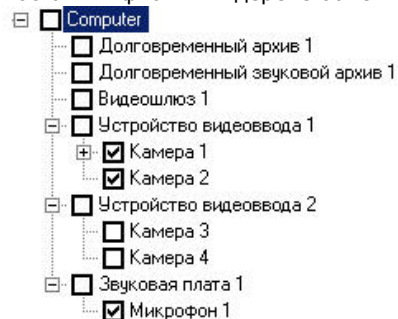 Computer
Долговременный архив 1
Долговременный звуковой архив 1
Видеошлюз 1
Устройство видеоввода 1
Камера 1
Камера 2
Устройство видеоввода 2
Камера 3
Камера 4
Звуковая плата 1
Микрофон 1